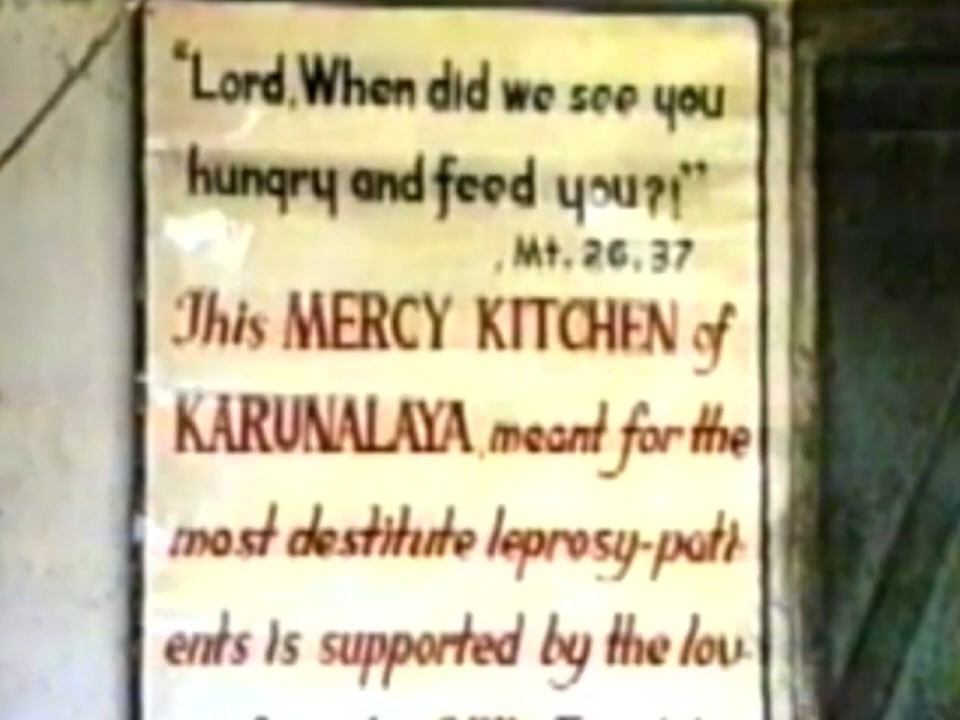 “Lord, When did we see you
hungry and feed you?!”
, Mt. 26.37
This MERCY KITCHEN of
KARUNALAYA, meant for the
most destitute leprosy-pati-
ents is supported by the lov-